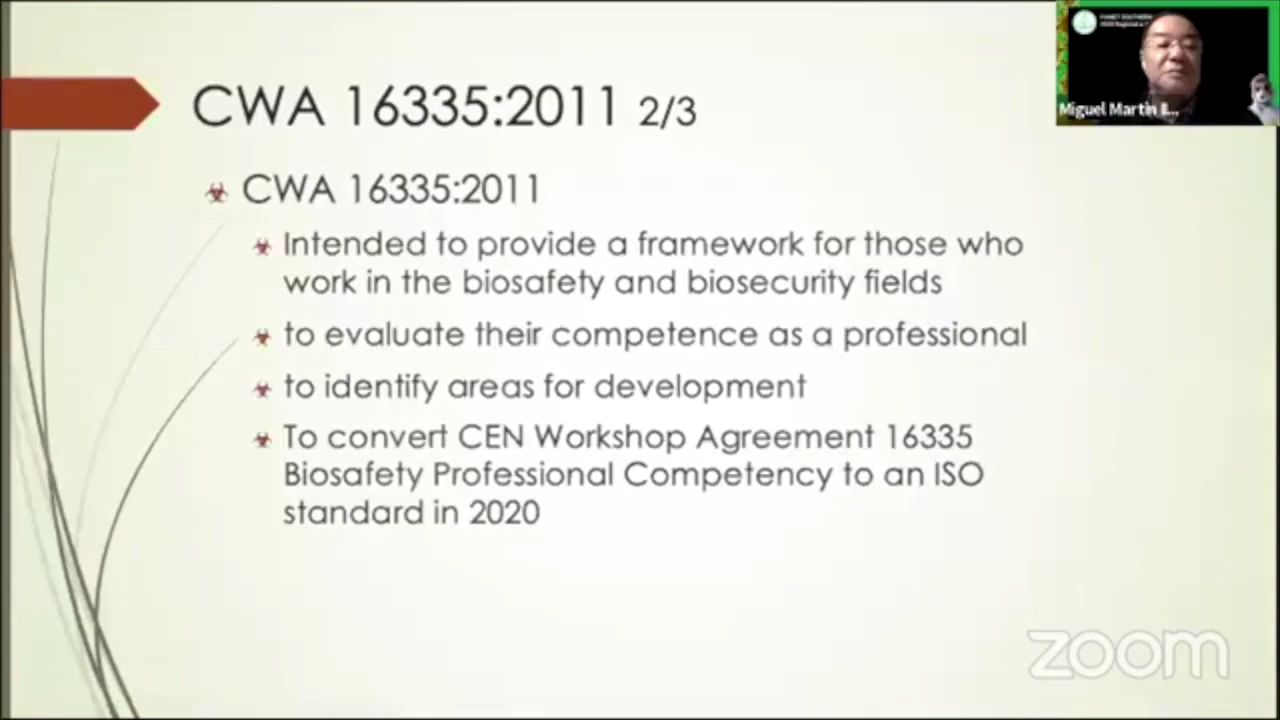 CWA 16335:2011 2/3
CWA 16335:2011
Intended to provide a framework for those who
work in the biosafety and biosecurity fields
to evaluate their competence as a professional
to identify areas for development
To convert CEN Workshop Agreement 16335
Biosafety Professional Competency to an ISO
standard in 2020
Miguel Martin
zoom